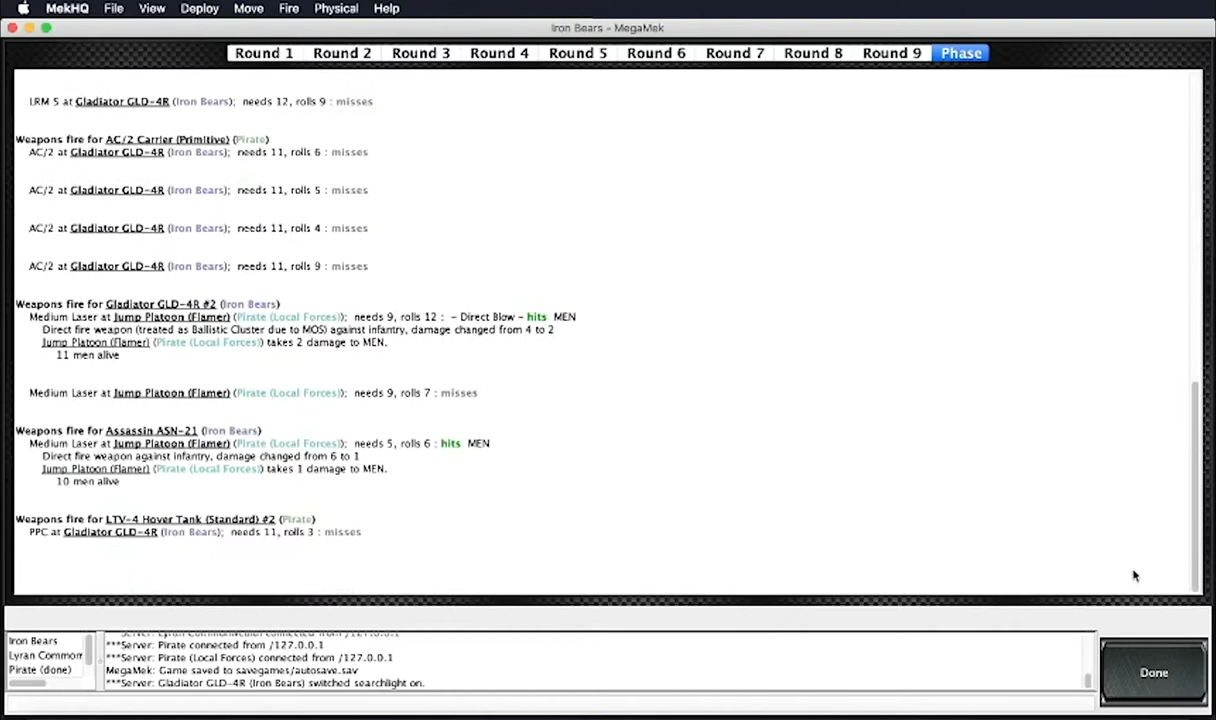 MekHQ File View Deploy Move Fire Physical Help
Iron Bears - MegaMek
Round 1 Round 2 Round 3 Round 4 Round 5 Round 6 Round 7 Round 8 Round 9 Phase
LRM 5 at Gladiator GLD-4R (Iron Bears); needs 12, rolls 9 : misses
Weapons fire for AC/2 Carrier (Primitive) (Pirate)
AC/2 at Gladiator GLD-4R (Iron Bears); needs 11, rolls 6 : misses
AC/2 at Gladiator GLD-4R (Iron Bears); needs 11, rolls 5 : misses
AC/2 at Gladiator GLD-4R (Iron Bears); needs 11, rolls 4 : misses
AC/2 at Gladiator GLD-4R (Iron Bears); needs 11, rolls 9 : misses
Weapons fire for Gladiator GLD-4R #2 (Iron Bears)
Medium Laser at Jump Platoon (Flamer) (Pirate (Local Forces)); needs 9, rolls 12 : - Direct Blow - hits MEN
Direct fire weapon (treated as Ballistic Cluster due to MOS) against infantry, damage changed from 4 to 2
Jump Platoon (Flamer) (Pirate (Local Forces)) takes 2 damage to MEN.
11 men alive
Medium Laser at Jump Platoon (Flamer) (Pirate (Local Forces)); needs 9, rolls 7 : misses
Weapons fire for Assassin ASN-21 (Iron Bears)
Medium Laser at Jump Platoon (Flamer) (Pirate (Local Forces)); needs 5, rolls 6 : hits MEN
Direct fire weapon against infantry, damage changed from 6 to 1
Jump Platoon (Flamer) (Pirate (Local Forces)) takes 1 damage to MEN.
10 men alive
Weapons fire for LTV-4 Hover Tank (Standard) #2 (Pirate)
PPC at Gladiator GLD-4R (Iron Bears); needs 11, rolls 3 : misses
Iron Bears
Lyran Common
Pirate (done)
***Server: Lyran Commonwealth connected from /127.0.0.1
***Server: Pirate connected from /127.0.0.1
***Server: Pirate (Local Forces) connected from /127.0.0.1
MegaMek: Game saved to savegames/autosave.sav
***Server: Gladiator GLD-4R (Iron Bears) switched searchlight on.
Done